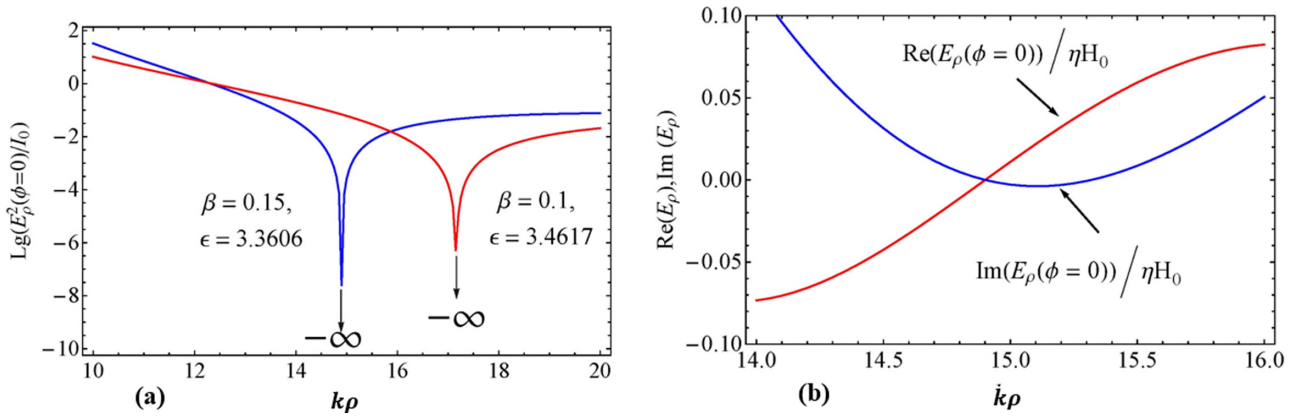 2
0
−2
−4
−6
−8
−10
Lg(E²ρ(ϕ=0)/I₀)
β = 0.15,
ϵ = 3.3606
β = 0.1,
ϵ = 3.4617
−∞
−∞
10
12
14
16
18
20
(a)
kρ
0.10
0.05
0.00
−0.05
−0.10
Re(Eρ),Im (Eρ)
Re(Eρ(ϕ = 0)) / ηH₀
Im(Eρ(ϕ = 0)) / ηH₀
14.0
14.5
15.0
15.5
16.0
(b)
k̇ρ